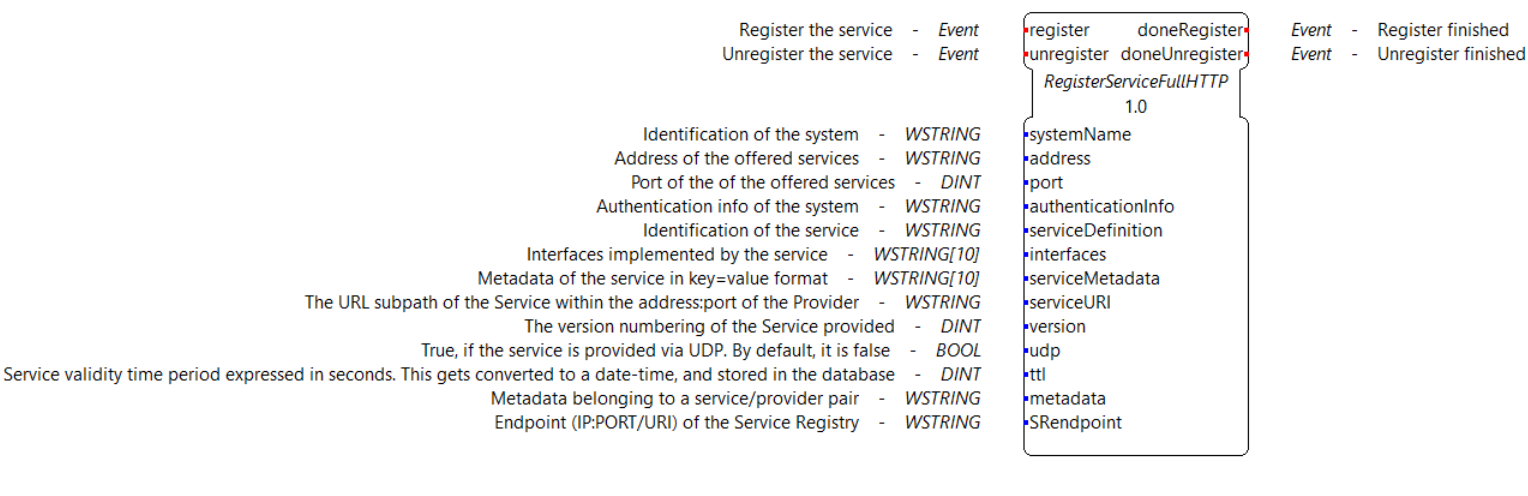 Register the service - Event register doneRegister Event - Register finished
Unregister the service - Event unregister doneUnregister Event - Unregister finished
RegisterServiceFullHTTP
1.0
Identification of the system - WSTRING systemName
Address of the offered services - WSTRING address
Port of the of the offered services - DINT port
Authentication info of the system - WSTRING authenticationInfo
Identification of the service - WSTRING serviceDefinition
Interfaces implemented by the service - WSTRING[10] interfaces
Metadata of the service in key=value format - WSTRING[10] serviceMetadata
The URL subpath of the Service within the address:port of the Provider - WSTRING serviceURI
The version numbering of the Service provided - DINT version
True, if the service is provided via UDP. By default, it is false - BOOL udp
Service validity time period expressed in seconds. This gets converted to a date-time, and stored in the database - DINT ttl
Metadata belonging to a service/provider pair - WSTRING metadata
Endpoint (IP:PORT/URI) of the Service Registry - WSTRING SRendpoint